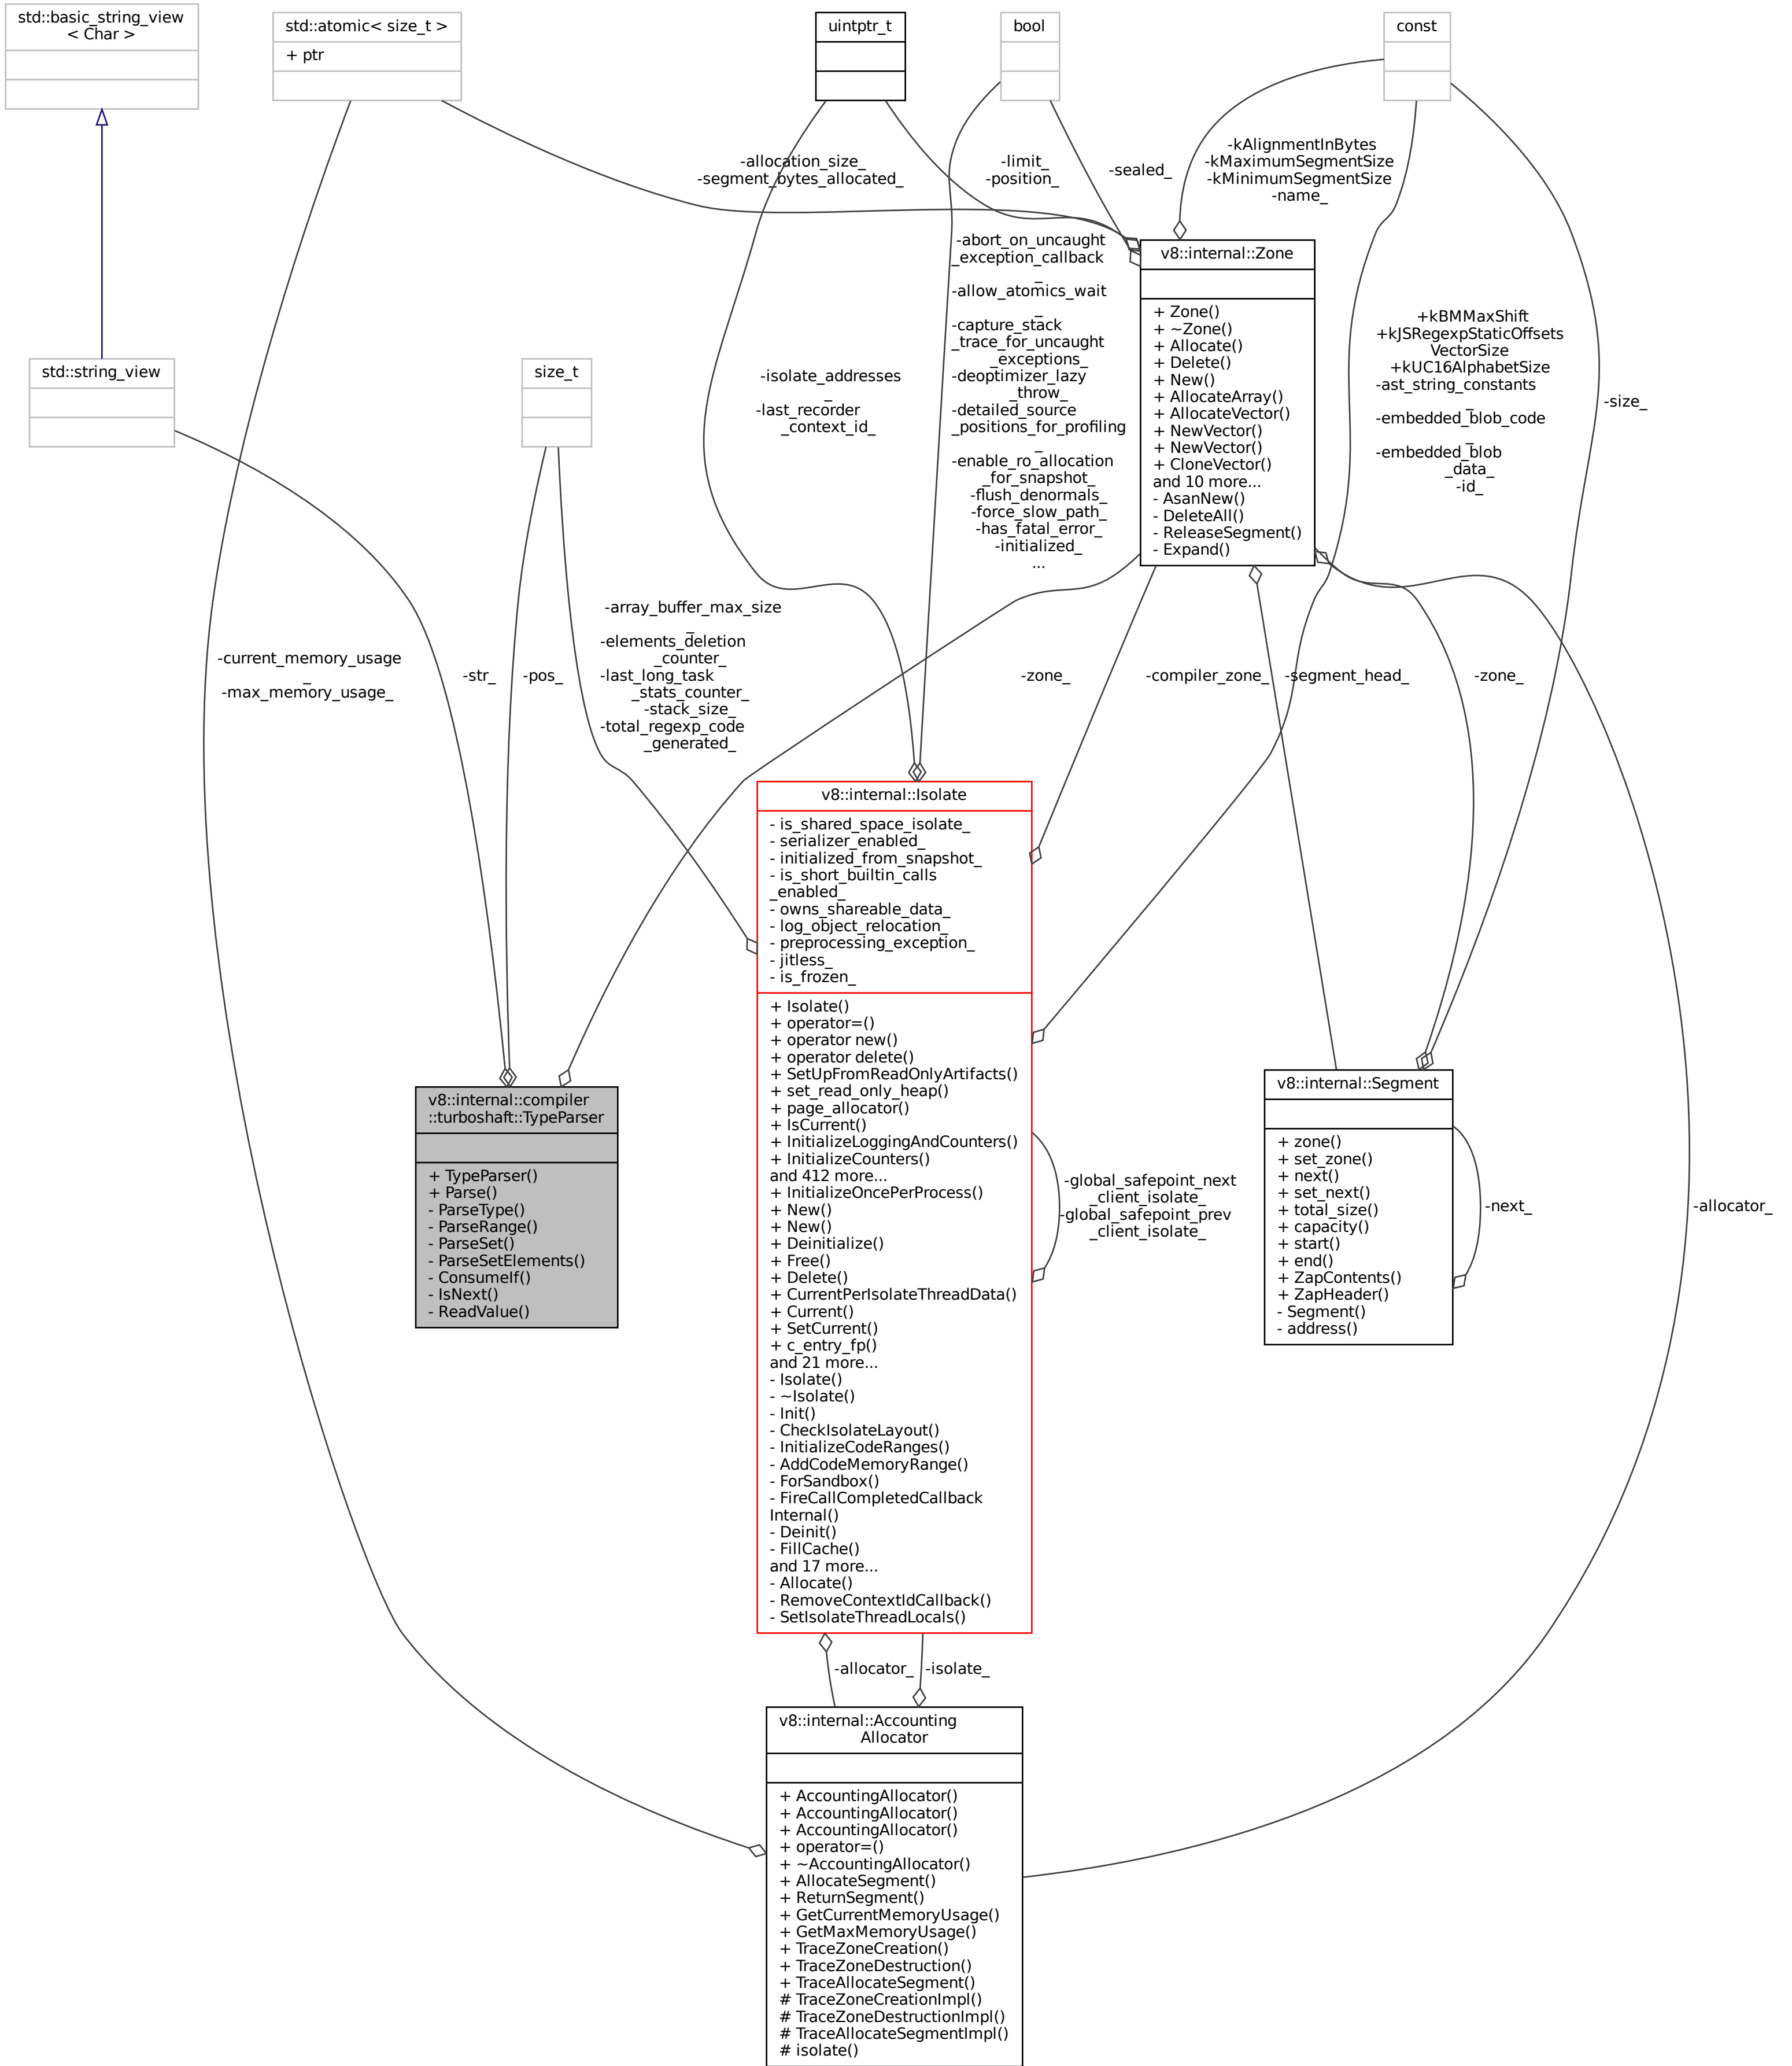 std::basic_string_view
< Char >
std::atomic< size_t >
+ ptr
uintptr_t
bool
const
-allocation_size_
-segment_bytes_allocated_
-limit_
-position_
-sealed_
-kAlignmentInBytes
-kMaximumSegmentSize
-kMinimumSegmentSize
-name_
-abort_on_uncaught
_exception_callback
_
-allow_atomics_wait
_
-capture_stack
_trace_for_uncaught
_exceptions_
-deoptimizer_lazy
_throw_
-detailed_source
_positions_for_profiling
_
-enable_ro_allocation
_for_snapshot_
-flush_denormals_
-force_slow_path_
-has_fatal_error_
-initialized_
...
v8::internal::Zone
+ Zone()
+ ~Zone()
+ Allocate()
+ Delete()
+ New()
+ AllocateArray()
+ AllocateVector()
+ NewVector()
+ NewVector()
+ CloneVector()
and 10 more...
- AsanNew()
- DeleteAll()
- ReleaseSegment()
- Expand()
+kBMMaxShift
+kJSRegexpStaticOffsets
VectorSize
+kUC16AlphabetSize
-ast_string_constants
_
-embedded_blob_code
_
-embedded_blob
_data_
-id_
-size_
std::string_view
size_t
-isolate_addresses
_
-last_recorder
_context_id_
-current_memory_usage
_
-max_memory_usage_
-str_
-pos_
-array_buffer_max_size
_
-elements_deletion
_counter_
-last_long_task
_stats_counter_
-stack_size_
-total_regexp_code
_generated_
-zone_
-compiler_zone_
-segment_head_
-zone_
v8::internal::Isolate
- is_shared_space_isolate_
- serializer_enabled_
- initialized_from_snapshot_
- is_short_builtin_calls
_enabled_
- owns_shareable_data_
- log_object_relocation_
- preprocessing_exception_
- jitless_
- is_frozen_
+ Isolate()
+ operator=()
+ operator new()
+ operator delete()
+ SetUpFromReadOnlyArtifacts()
+ set_read_only_heap()
+ page_allocator()
+ IsCurrent()
+ InitializeLoggingAndCounters()
+ InitializeCounters()
and 412 more...
+ InitializeOncePerProcess()
+ New()
+ New()
+ Deinitialize()
+ Free()
+ Delete()
+ CurrentPerIsolateThreadData()
+ Current()
+ SetCurrent()
+ c_entry_fp()
and 21 more...
- Isolate()
- ~Isolate()
- Init()
- CheckIsolateLayout()
- InitializeCodeRanges()
- AddCodeMemoryRange()
- ForSandbox()
- FireCallCompletedCallback
Internal()
- Deinit()
- FillCache()
and 17 more...
- Allocate()
- RemoveContextIdCallback()
- SetIsolateThreadLocals()
v8::internal::compiler
::turboshaft::TypeParser
+ TypeParser()
+ Parse()
- ParseType()
- ParseRange()
- ParseSet()
- ParseSetElements()
- ConsumeIf()
- IsNext()
- ReadValue()
-global_safepoint_next
_client_isolate_
-global_safepoint_prev
_client_isolate_
v8::internal::Segment
+ zone()
+ set_zone()
+ next()
+ set_next()
+ total_size()
+ capacity()
+ start()
+ end()
+ ZapContents()
+ ZapHeader()
- Segment()
- address()
-next_
-allocator_
-allocator_
-isolate_
v8::internal::Accounting
Allocator
+ AccountingAllocator()
+ AccountingAllocator()
+ AccountingAllocator()
+ operator=()
+ ~AccountingAllocator()
+ AllocateSegment()
+ ReturnSegment()
+ GetCurrentMemoryUsage()
+ GetMaxMemoryUsage()
+ TraceZoneCreation()
+ TraceZoneDestruction()
+ TraceAllocateSegment()
# TraceZoneCreationImpl()
# TraceZoneDestructionImpl()
# TraceAllocateSegmentImpl()
# isolate()